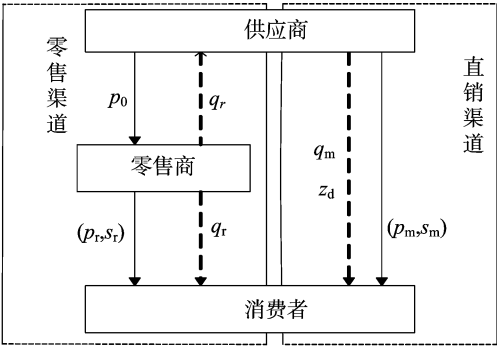 供应商
零售渠道
直销渠道
p0
qr
qm
zd
零售商
(pr,sr)
qr
(pm,sm)
消费者